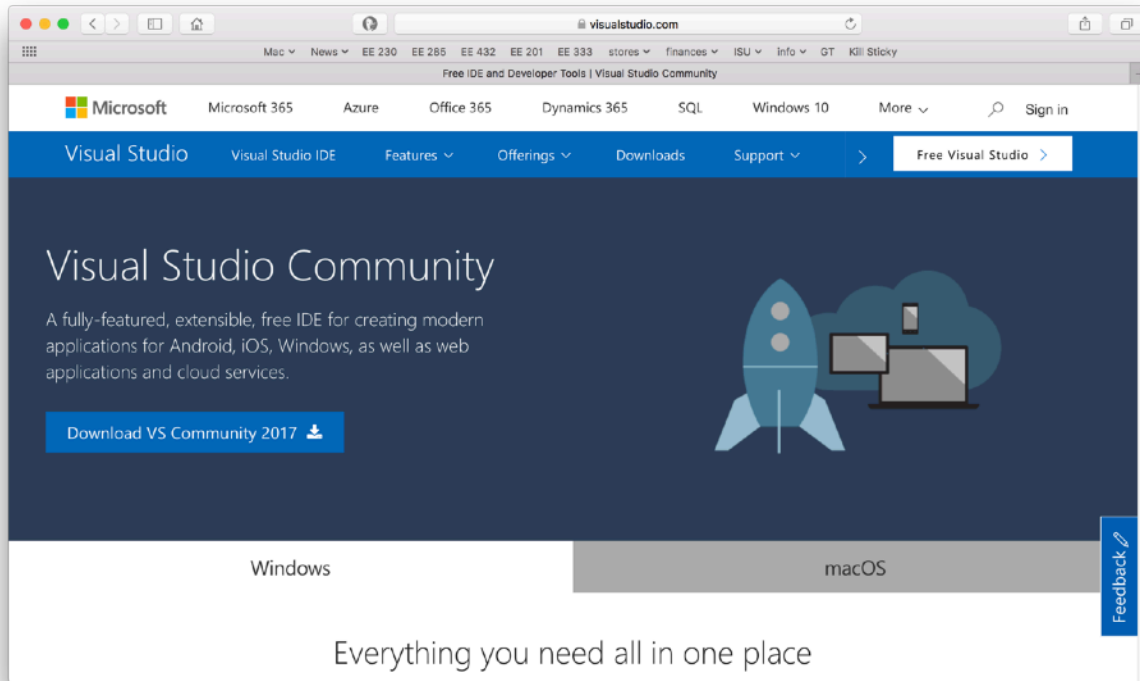 visualstudio.com
Mac News EE 230 EE 285 EE 432 EE 201 EE 333 stores finances ISU info GT Kill Sticky
Free IDE and Developer Tools | Visual Studio Community
Microsoft Microsoft 365 Azure Office 365 Dynamics 365 SQL Windows 10 More Sign in
Visual Studio Visual Studio IDE Features Offerings Downloads Support Free Visual Studio
Visual Studio Community
A fully-featured, extensible, free IDE for creating modern
applications for Android, iOS, Windows, as well as web
applications and cloud services.
Download VS Community 2017
Feedback
Windows macOS
Everything you need all in one place